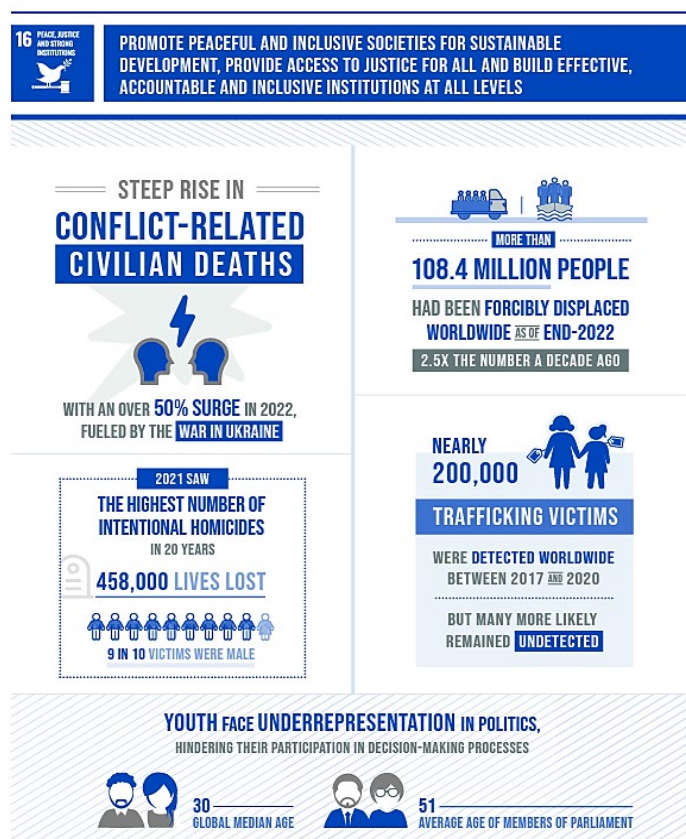 16 PEACE, JUSTICE
AND STRONG
INSTITUTIONS
PROMOTE PEACEFUL AND INCLUSIVE SOCIETIES FOR SUSTAINABLE
DEVELOPMENT, PROVIDE ACCESS TO JUSTICE FOR ALL AND BUILD EFFECTIVE,
ACCOUNTABLE AND INCLUSIVE INSTITUTIONS AT ALL LEVELS
STEEP RISE IN
CONFLICT-RELATED
CIVILIAN DEATHS
WITH AN OVER 50% SURGE IN 2022,
FUELED BY THE WAR IN UKRAINE
MORE THAN
108.4 MILLION PEOPLE
HAD BEEN FORCIBLY DISPLACED
WORLDWIDE AS OF END-2022
2.5X THE NUMBER A DECADE AGO
2021 SAW
THE HIGHEST NUMBER OF
INTENTIONAL HOMICIDES
IN 20 YEARS
458,000 LIVES LOST
9 IN 10 VICTIMS WERE MALE
NEARLY
200,000
TRAFFICKING VICTIMS
WERE DETECTED WORLDWIDE
BETWEEN 2017 AND 2020
BUT MANY MORE LIKELY
REMAINED UNDETECTED
YOUTH FACE UNDERREPRESENTATION IN POLITICS,
HINDERING THEIR PARTICIPATION IN DECISION-MAKING PROCESSES
30
GLOBAL MEDIAN AGE
51
AVERAGE AGE OF MEMBERS OF PARLIAMENT